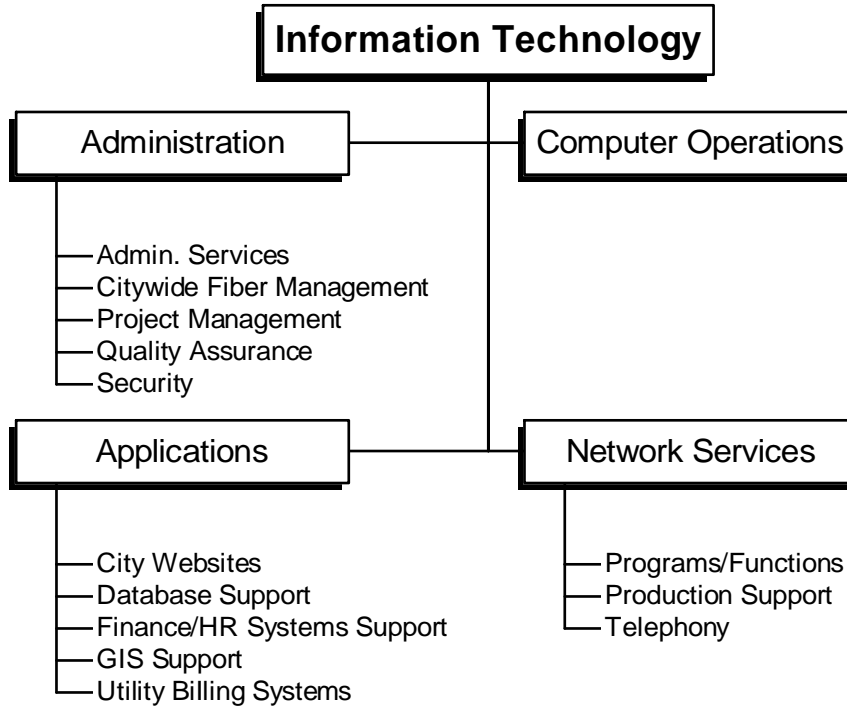 Information Technology
Administration
Computer Operations
Admin. Services
Citywide Fiber Management
Project Management
Quality Assurance
Security
Applications
Network Services
City Websites
Database Support
Finance/HR Systems Support
GIS Support
Utility Billing Systems
Programs/Functions
Production Support
Telephony